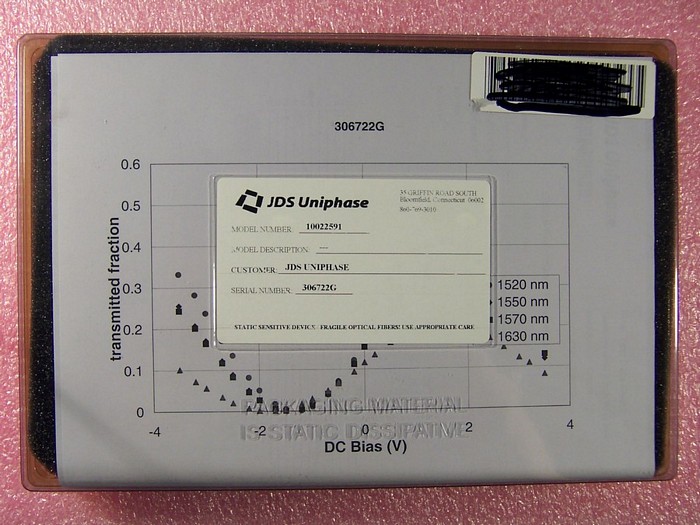 306722G
JDS Uniphase
35 GRIFFIN ROAD SOUTH
Bloomfield, Connecticut 06002
860-769-3010
MODEL NUMBER: 10022591
MODEL DESCRIPTION: —
CUSTOMER: JDS UNIPHASE
SERIAL NUMBER: 306722G
STATIC SENSITIVE DEVICE / FRAGILE OPTICAL FIBERS! USE APPROPRIATE CARE
0.6
0.5
0.4
0.3
0.2
0.1
0
transmitted fraction
1520 nm
1550 nm
1570 nm
1630 nm
PACKAGING MATERIAL
IS STATIC DISSIPATIVE
-4
-2
0
2
4
DC Bias (V)